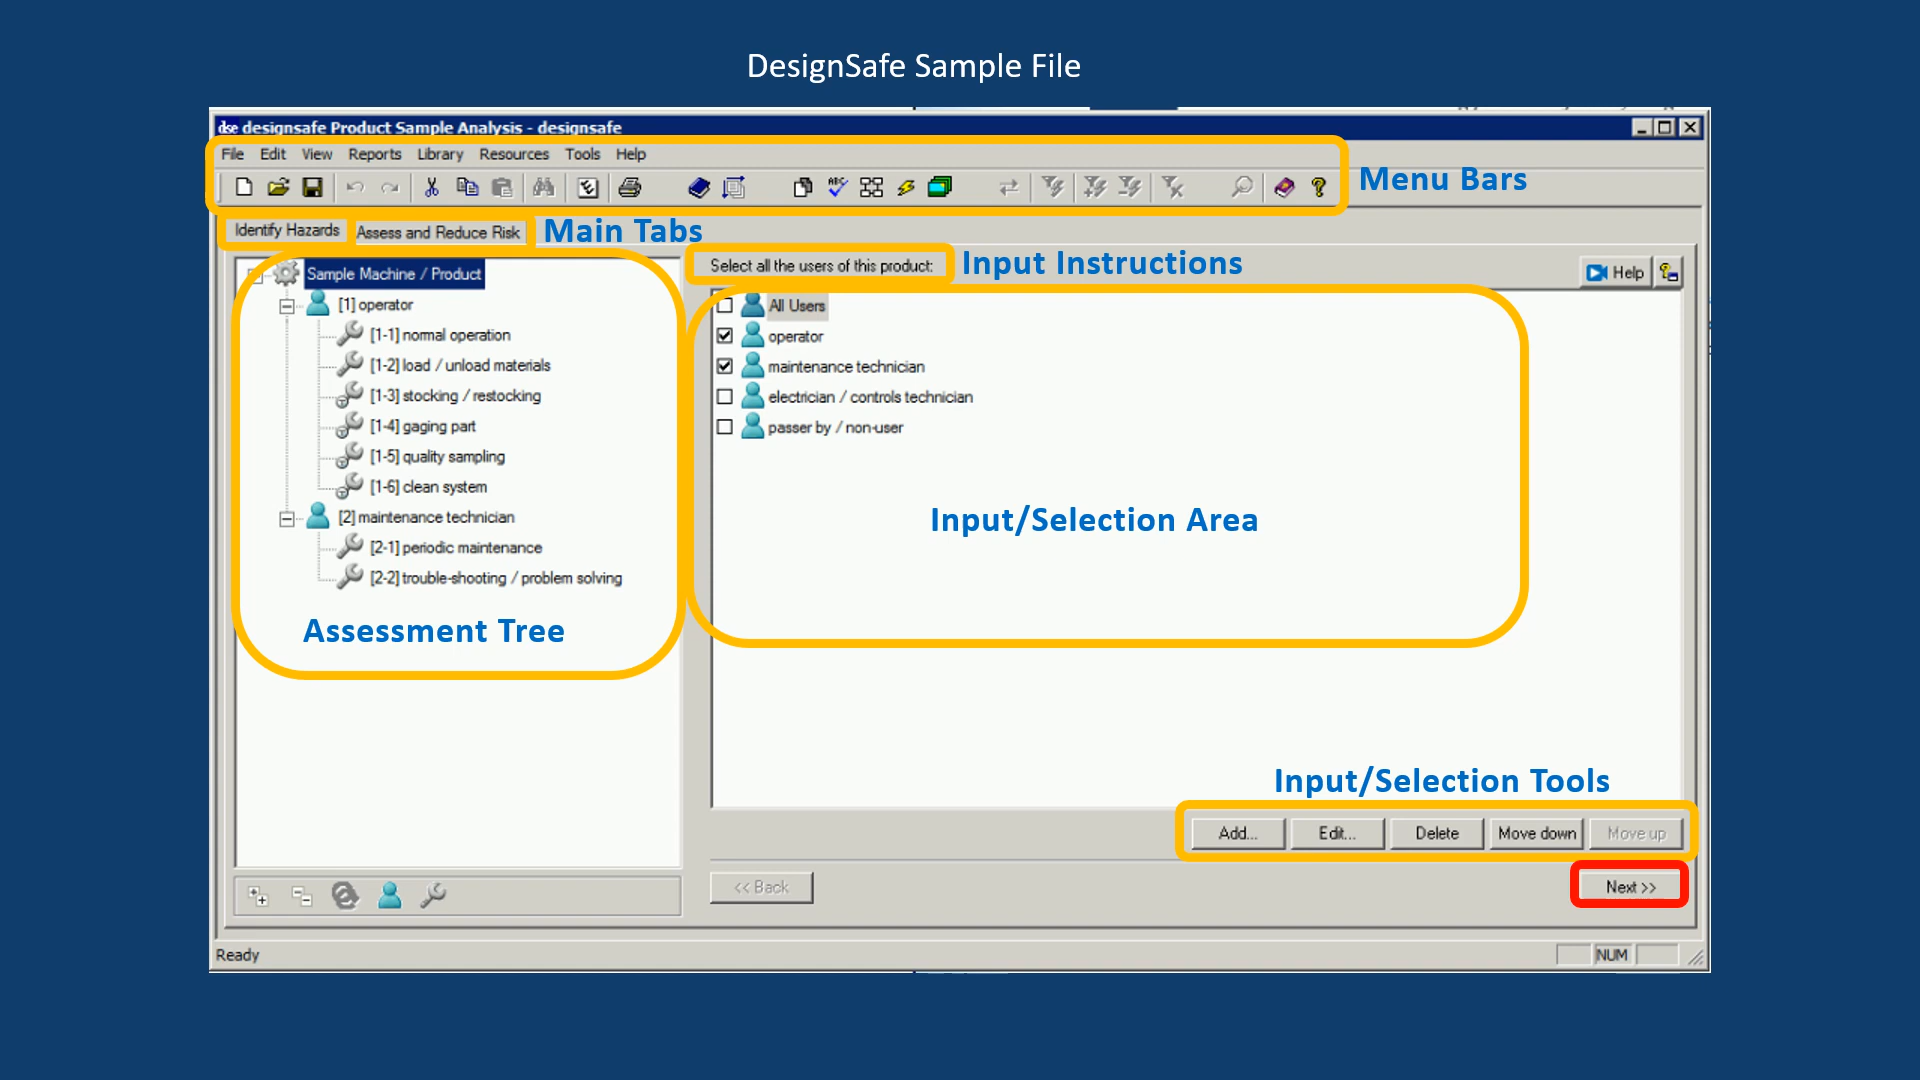 DesignSafe Sample File
dse designsafe Product Sample Analysis - designsafe
File Edit View Reports Library Resources Tools Help
ABC
Menu Bars
Identify Hazards
Assess and Reduce Risk
Main Tabs
Sample Machine / Product
[1] operator
[1-1] normal operation
[1-2] load / unload materials
[1-3] stocking / restocking
[1-4] gaging part
[1-5] quality sampling
[1-6] clean system
[2] maintenance technician
[2-1] periodic maintenance
[2-2] trouble-shooting / problem solving
Assessment Tree
Select all the users of this product:
Input Instructions
Help
All Users
operator
maintenance technician
electrician / controls technician
passer by / non-user
Input/Selection Area
Input/Selection Tools
Add... Edit... Delete Move down Move up
<< Back
Next >>
Ready
NUM